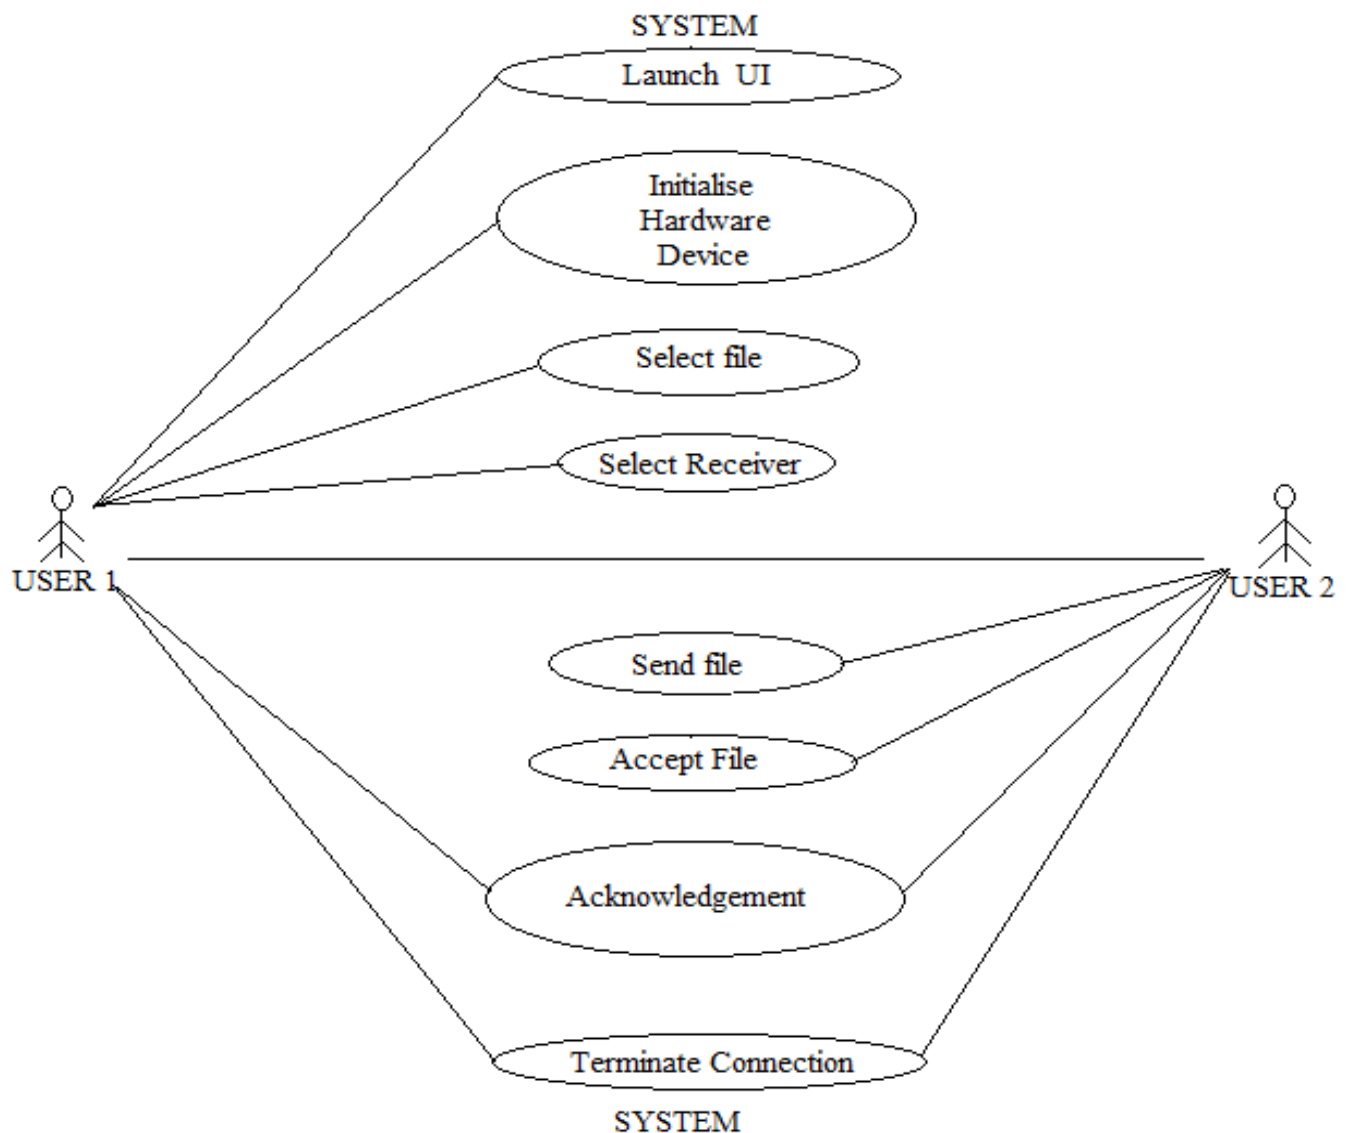 SYSTEM
Launch UI
Initialise
Hardware
Device
Select file
Select Receiver
USER 1
USER 2
Send file
Accept File
Acknowledgement
Terminate Connection
SYSTEM